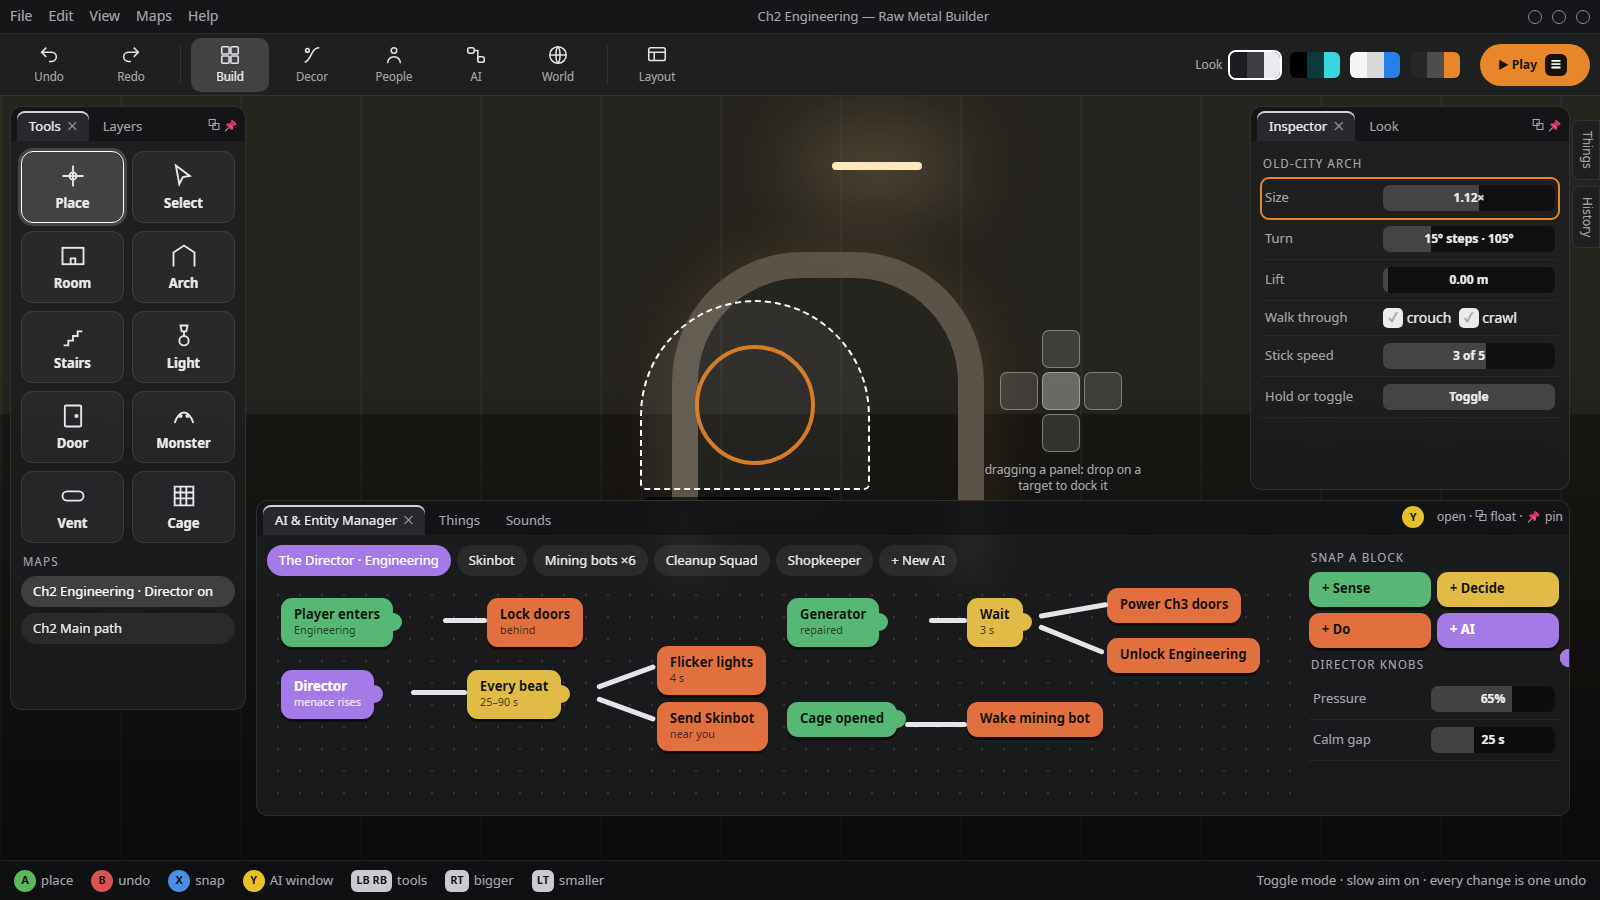 File Edit View Maps Help
Ch2 Engineering — Raw Metal Builder
Undo Redo Build Decor People AI World Layout
Look
Play
Tools Layers
Place Select
Room Arch
Stairs Light
Door Monster
Vent Cage
MAPS
Ch2 Engineering · Director on
Ch2 Main path
dragging a panel: drop on a
target to dock it
Inspector Look
OLD-CITY ARCH
Size 1.12×
Turn 15° steps · 105°
Lift 0.00 m
Walk through crouch crawl
Stick speed 3 of 5
Hold or toggle Toggle
Things
History
AI & Entity Manager Things Sounds
Y open · float · pin
The Director · Engineering Skinbot Mining bots ×6 Cleanup Squad Shopkeeper + New AI
Player enters
Engineering
Lock doors
behind
Director
menace rises
Every beat
25–90 s
Flicker lights
4 s
Send Skinbot
near you
Generator
repaired
Wait
3 s
Power Ch3 doors
Unlock Engineering
Cage opened
Wake mining bot
SNAP A BLOCK
+ Sense + Decide
+ Do + AI
DIRECTOR KNOBS
Pressure 65%
Calm gap 25 s
A place B undo X snap Y AI window LB RB tools RT bigger LT smaller
Toggle mode · slow aim on · every change is one undo